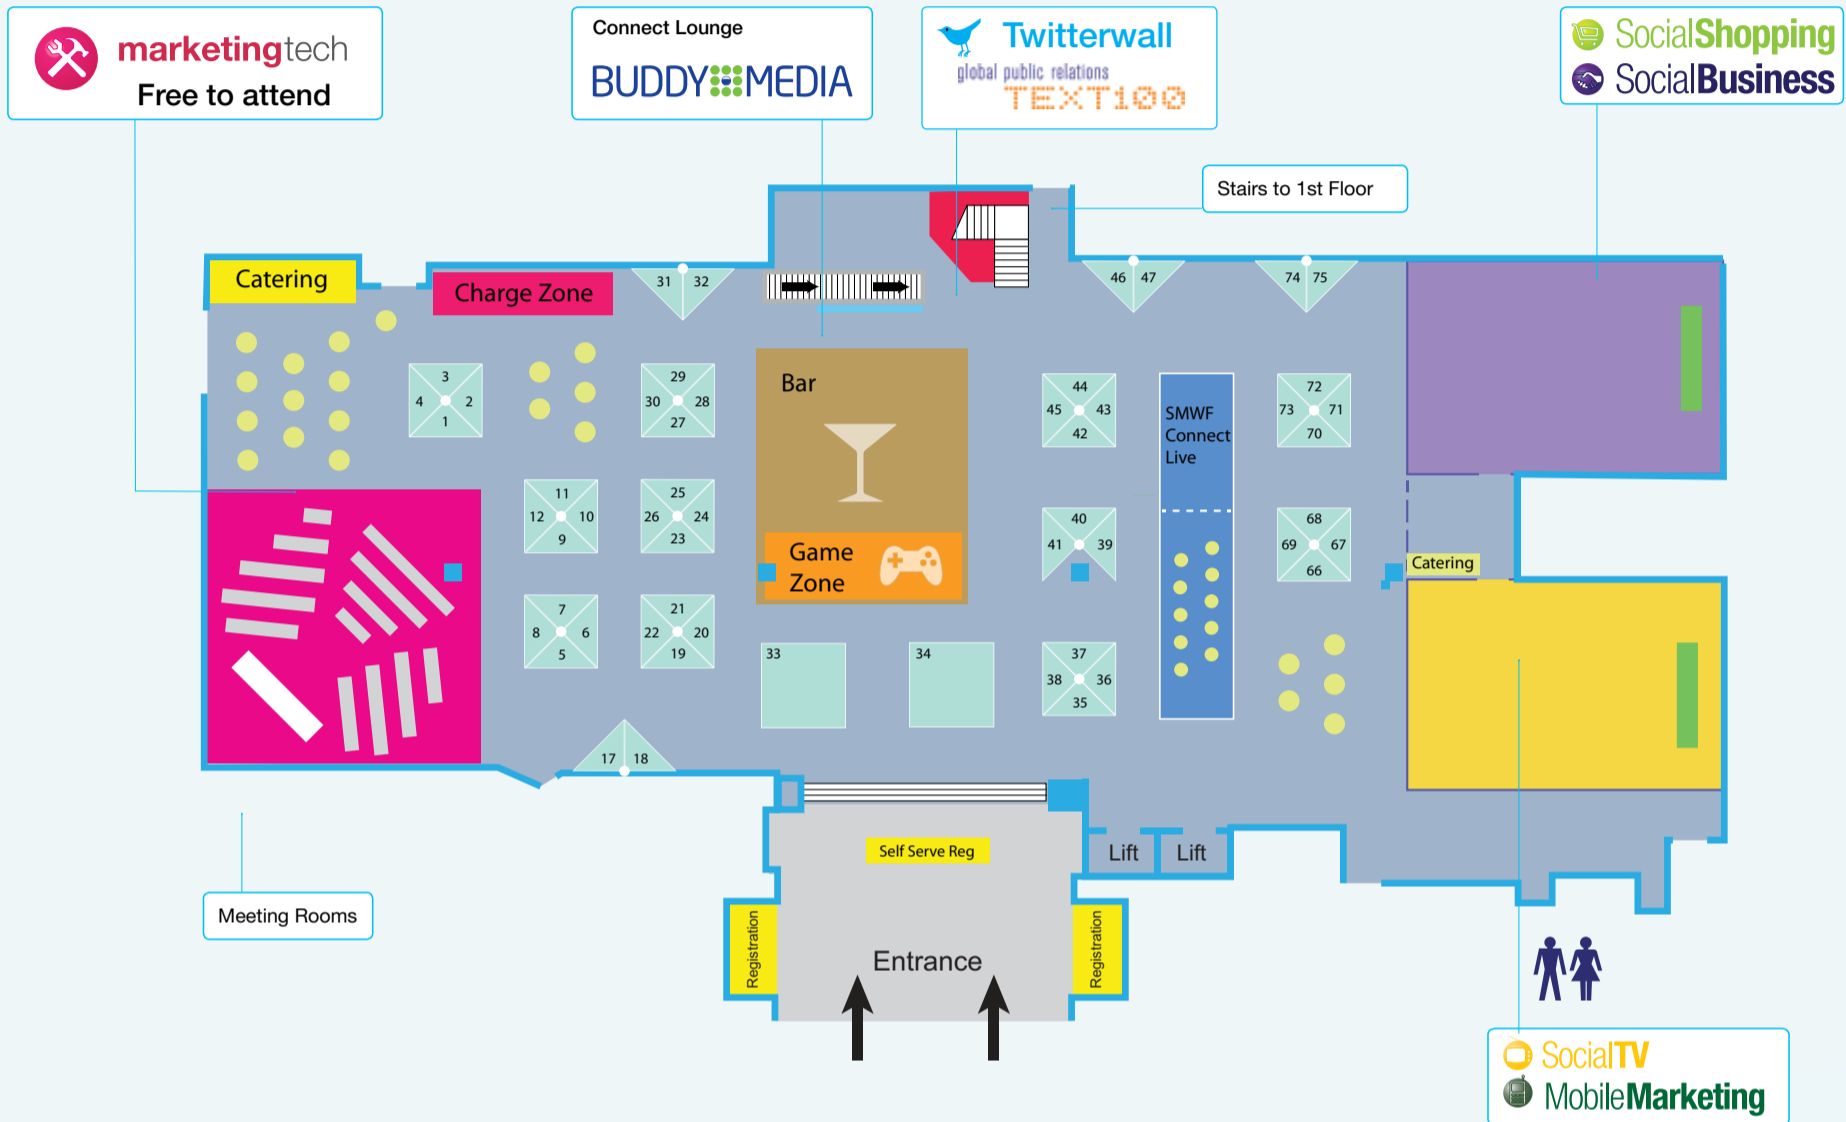 marketingtech
Free to attend
Connect Lounge
BUDDY MEDIA
Twitterwall
global public relations
TEXT100
SocialShopping
SocialBusiness
Stairs to 1st Floor
Catering
Charge Zone
31 32
46 47
74 75
3
4 2
1
29
30 28
27
Bar
44
45 43
42
SMWF
Connect
Live
72
73 71
70
11
12 10
9
25
26 24
23
Game
Zone
40
41 39
68
69 67
66
Catering
7
8 6
5
21
22 20
19
33
34
37
38 36
35
17 18
Self Serve Reg
Lift
Lift
Meeting Rooms
Registration
Entrance
Registration
SocialTV
MobileMarketing